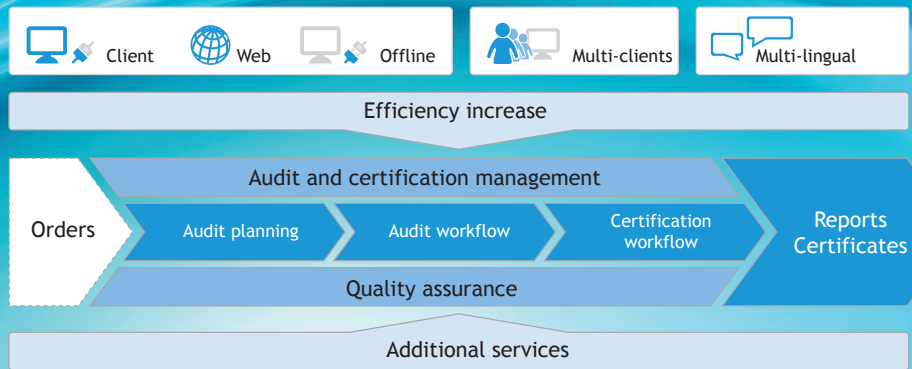 Client
Web
Offline
Multi-clients
Multi-lingual
Efficiency increase
Audit and certification management
Orders
Audit planning
Audit workflow
Certification
workflow
Reports
Certificates
Quality assurance
Additional services